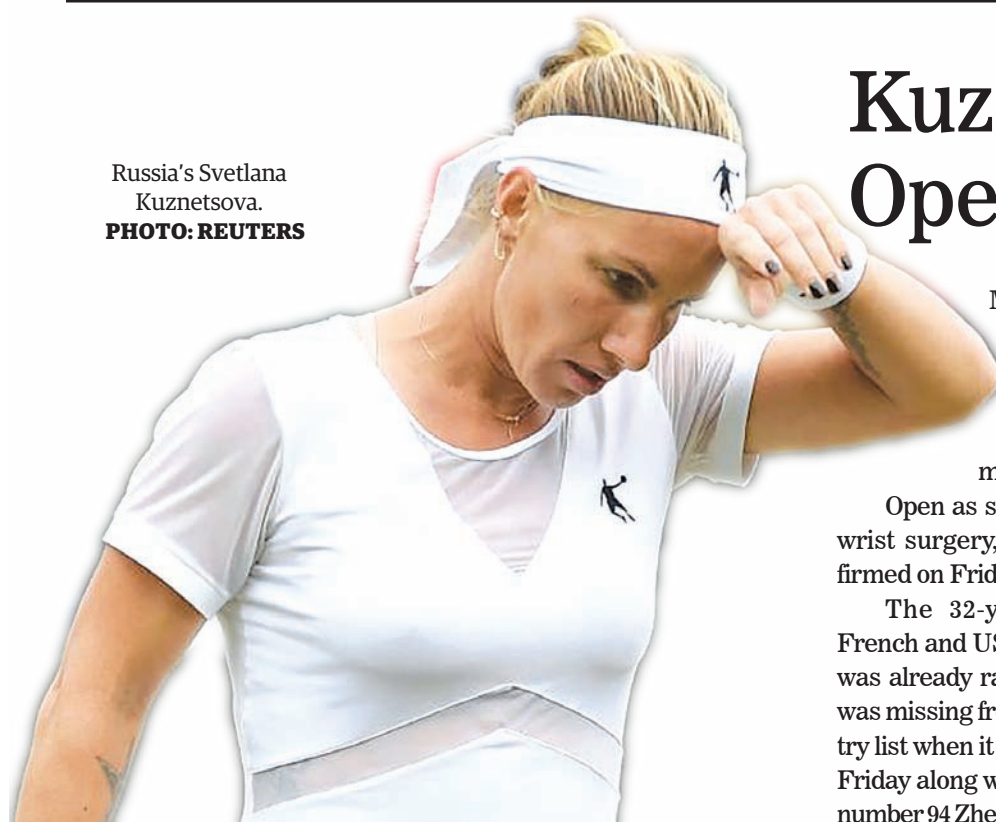 Russia's Svetlana
Kuznetsova.
PHOTO: REUTERS
Kuz
Ope
m
Open as s
wrist surgery,
firmed on Frid
The 32-y
French and US
was already ra
was missing fr
try list when it
Friday along w
number 94 Zhe